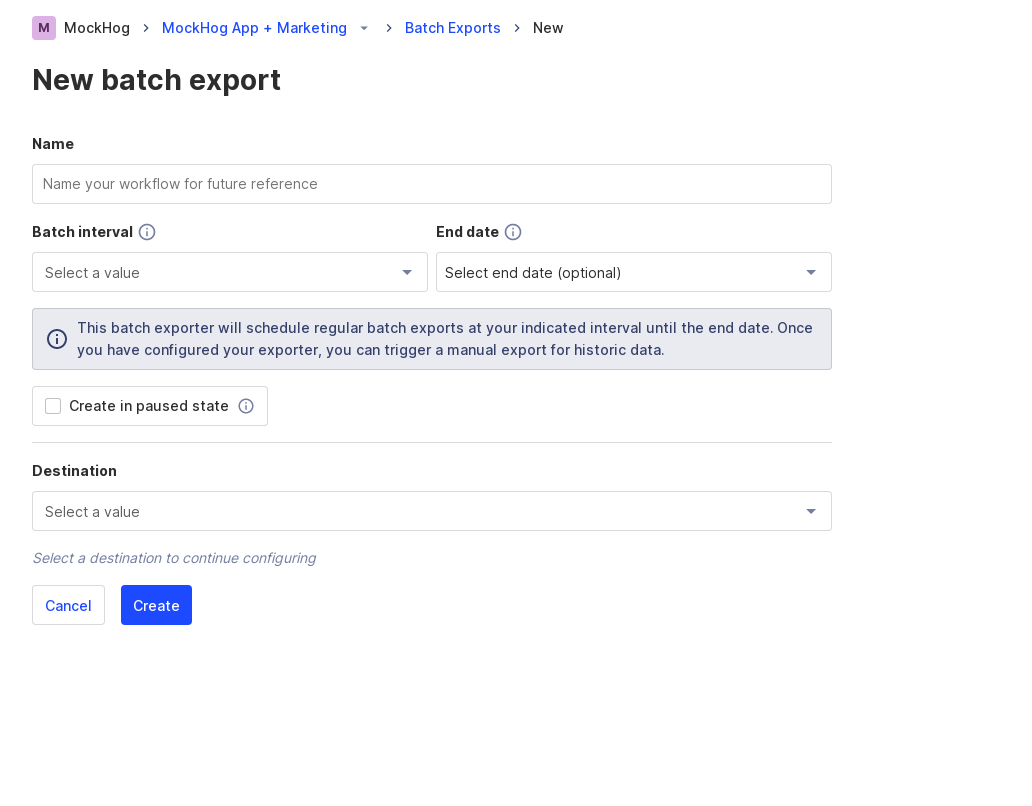 M MockHog > MockHog App + Marketing > Batch Exports > New
New batch export
Name
Name your workflow for future reference
Batch interval End date
Select a value Select end date (optional)
This batch exporter will schedule regular batch exports at your indicated interval until the end date. Once
you have configured your exporter, you can trigger a manual export for historic data.
Create in paused state
Destination
Select a value
Select a destination to continue configuring
Cancel Create